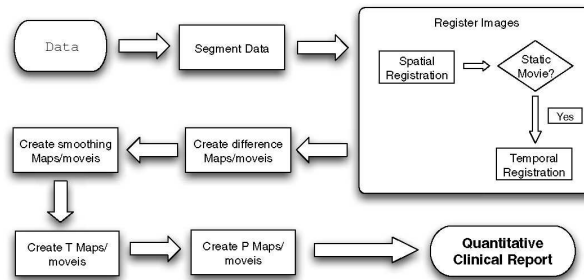 Data
Segment Data
Register Images
Spatial
Registration
Static
Movie?
Yes
Temporal
Registration
Create difference
Maps/moveis
Create smoothing
Maps/moveis
Create T Maps/
moveis
Create P Maps/
moveis
Quantitative
Clinical Report